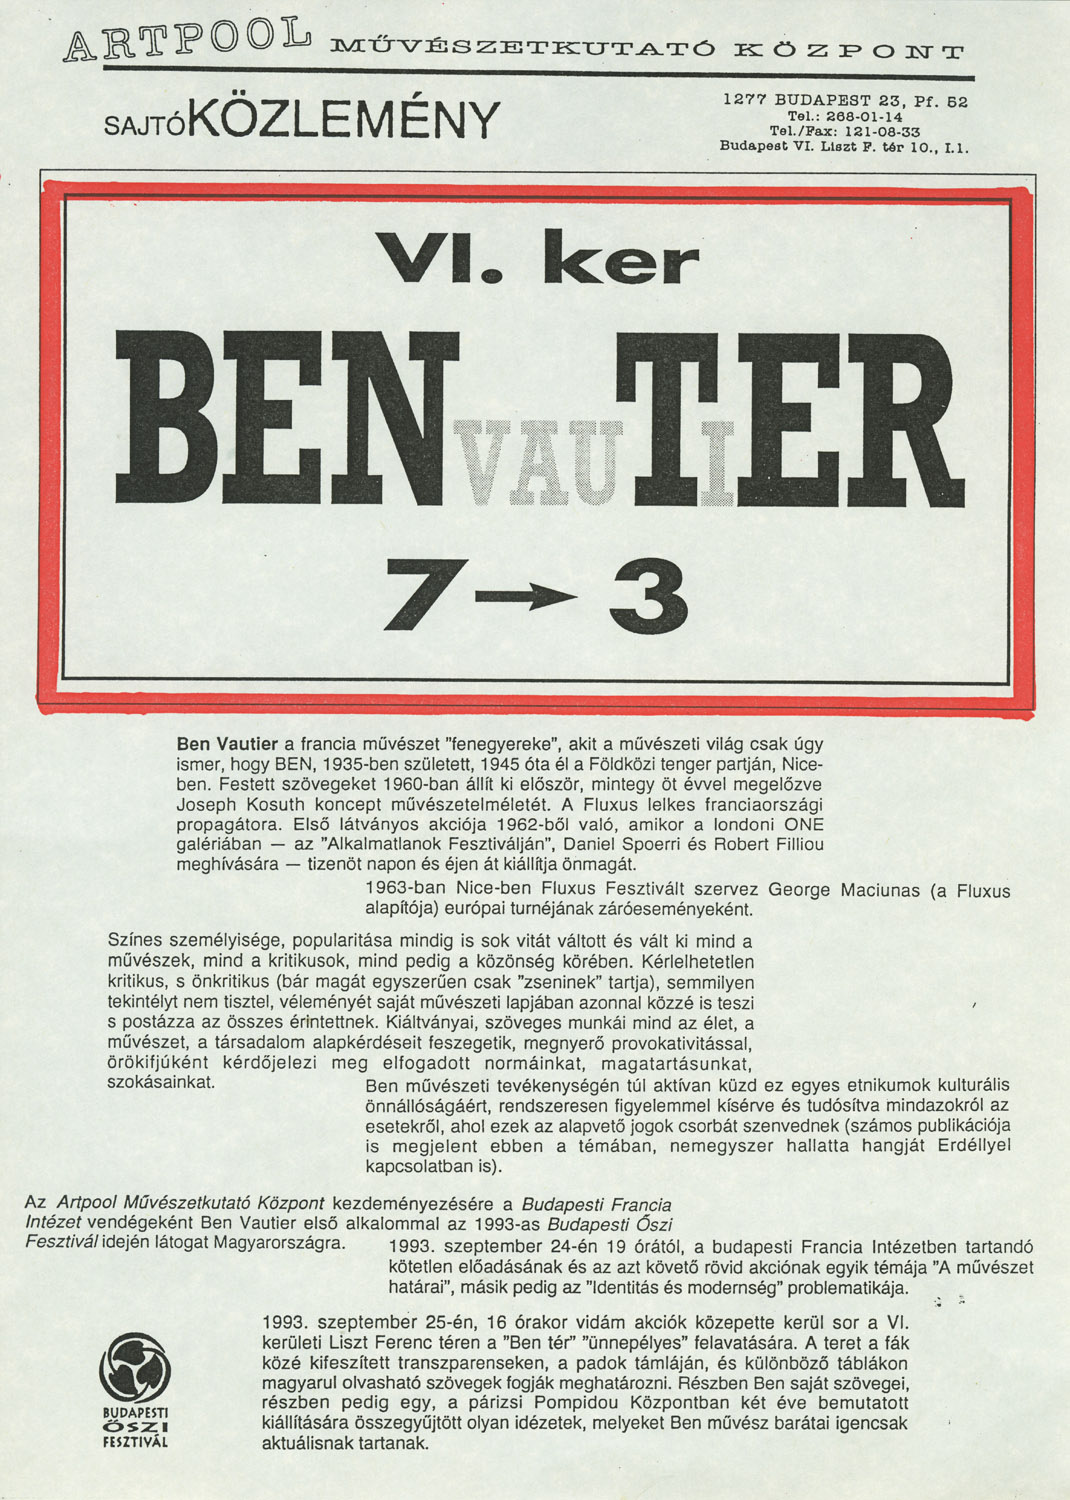 ARTPOOL MŰVÉSZETKUTATÓ KÖZPONT
SAJTÓKÖZLEMÉNY
1277 BUDAPEST 23, Pf. 52
Tel.: 268-01-14
Tel./Fax: 121-08-33
Budapest VI. Liszt F. tér 10., I.1.
VI. ker
BENVAUTIER
7→3
Ben Vautier a francia művészet "fenegyereke", akit a művészeti világ csak úgy
ismer, hogy BEN, 1935-ben született, 1945 óta él a Földközi tenger partján, Nice-
ben. Festett szövegeket 1960-ban állít ki először, mintegy öt évvel megelőzve
Joseph Kosuth koncept művészetelméletét. A Fluxus lelkes franciaországi
propagátora. Első látványos akciója 1962-ből való, amikor a londoni ONE
galériában — az "Alkalmatlanok Fesztiválján", Daniel Spoerri és Robert Filliou
meghívására — tizenöt napon és éjen át kiállítja önmagát.
1963-ban Nice-ben Fluxus Fesztivált szervez George Maciunas (a Fluxus
alapítója) európai turnéjának záróeseményeként.
Színes személyisége, popularitása mindig is sok vitát váltott és vált ki mind a
művészek, mind a kritikusok, mind pedig a közönség körében. Kérlelhetetlen
kritikus, s önkritikus (bár magát egyszerűen csak "zseninek" tartja), semmilyen
tekintélyt nem tisztel, véleményét saját művészeti lapjában azonnal közzé is teszi
s postázza az összes érintettnek. Kiáltványai, szöveges munkái mind az élet, a
művészet, a társadalom alapkérdéseit feszegetik, megnyerő provokativitással,
örökifjúként kérdőjelezi meg elfogadott normáinkat, magatartásunkat,
szokásainkat.
Ben művészeti tevékenységén túl aktívan küzd ez egyes etnikumok kulturális
önnállóságáért, rendszeresen figyelemmel kísérve és tudósítva mindazokról az
esetekről, ahol ezek az alapvető jogok csorbát szenvednek (számos publikációja
is megjelent ebben a témában, nemegyszer hallatta hangját Erdéllyel
kapcsolatban is).
Az Artpool Művészetkutató Központ kezdeményezésére a Budapesti Francia
Intézet vendégeként Ben Vautier első alkalommal az 1993-as Budapesti Őszi
Fesztivál idején látogat Magyarországra.
1993. szeptember 24-én 19 órától, a budapesti Francia Intézetben tartandó
kötetlen előadásának és az azt követő rövid akciónak egyik témája "A művészet
határai", másik pedig az "Identitás és modernség" problematikája.
1993. szeptember 25-én, 16 órakor vidám akciók közepette kerül sor a VI.
kerületi Liszt Ferenc téren a "Ben tér" "ünnepélyes" felavatására. A teret a fák
közé kifeszített transzparenseken, a padok támláján, és különböző táblákon
magyarul olvasható szövegek fogják meghatározni. Részben Ben saját szövegei,
részben pedig egy, a párizsi Pompidou Központban két éve bemutatott
kiállítására összegyűjtött olyan idézetek, melyeket Ben művész barátai igencsak
aktuálisnak tartanak.
BUDAPESTI
ŐSZI
FESZTIVÁL